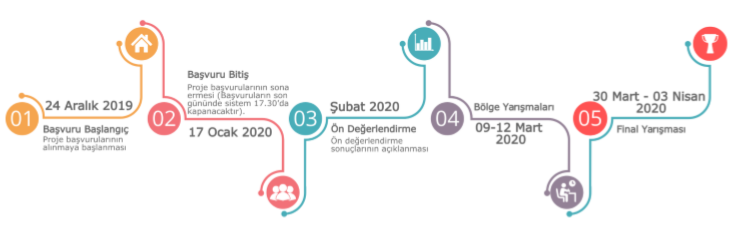 01
24 Aralık 2019
Başvuru Başlangıç
Proje başvurularının
alınmaya başlanması
02
Başvuru Bitiş
Proje başvurularının sona
ermesi (Başvuruların son
gününde sistem 17.30'da
kapanacaktır).
17 Ocak 2020
03
Şubat 2020
Ön Değerlendirme
Ön değerlendirme
sonuçlarının açıklanması
04
Bölge Yarışmaları
09-12 Mart
2020
05
30 Mart - 03 Nisan
2020
Final Yarışması